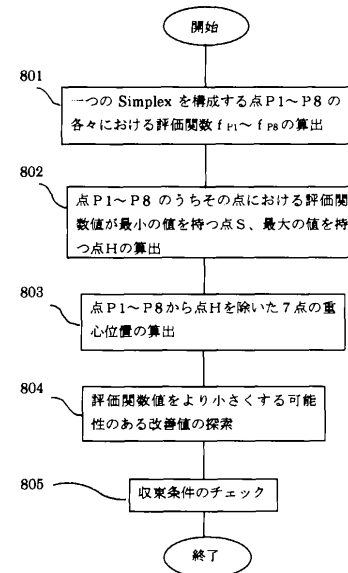 開始
801
一つの Simplex を構成する点P1～P8の
各々における評価関数 f P1～ f P8の算出
802
点P1～P8 のうちその点における評価関
数値が最小の値を持つ点S、最大の値を持
つ点Hの算出
803
点P1～P8から点Hを除いた7点の重
心位置の算出
804
評価関数値をより小さくする可能
性のある改善値の探索
805
収束条件のチェック
終了